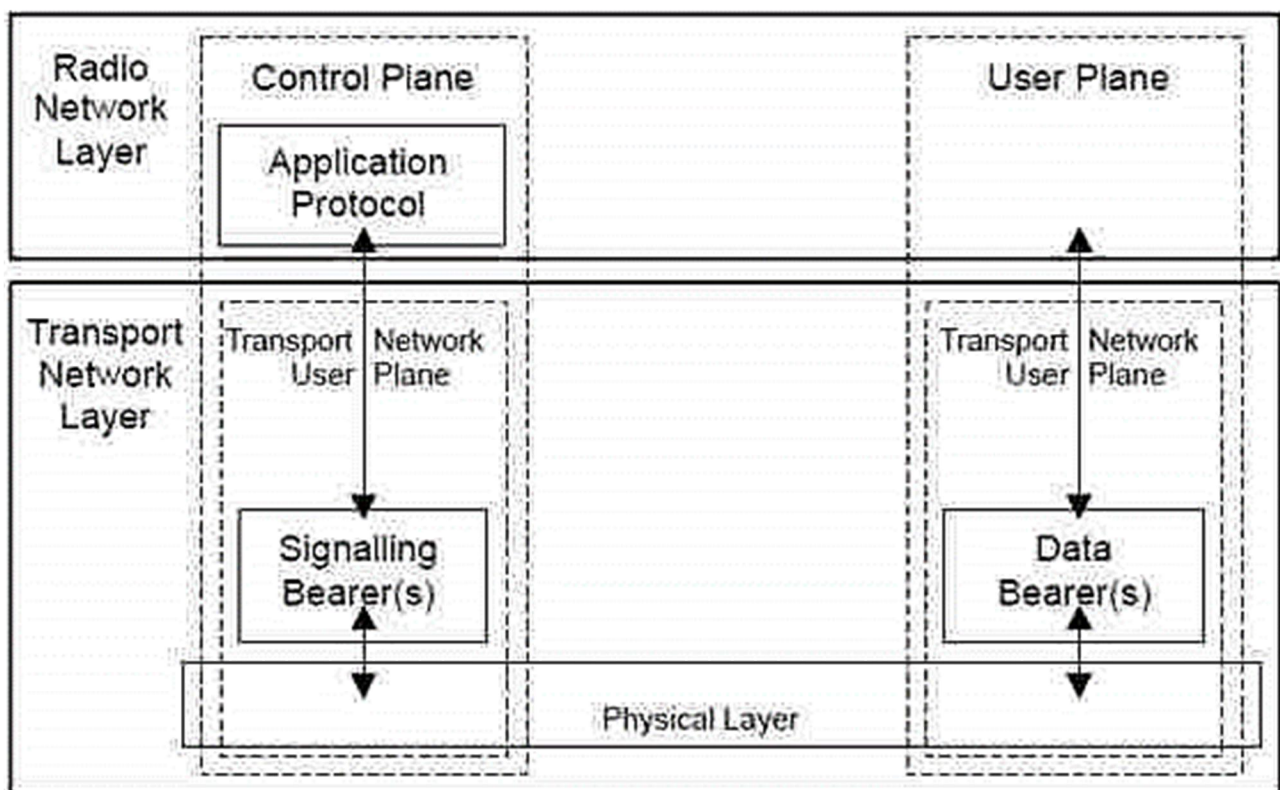 Radio
Network
Layer
Control Plane
User Plane
Application
Protocol
Transport
Network
Layer
Transport Network
User Plane
Transport Network
User Plane
Signalling
Bearer(s)
Data
Bearer(s)
Physical Layer